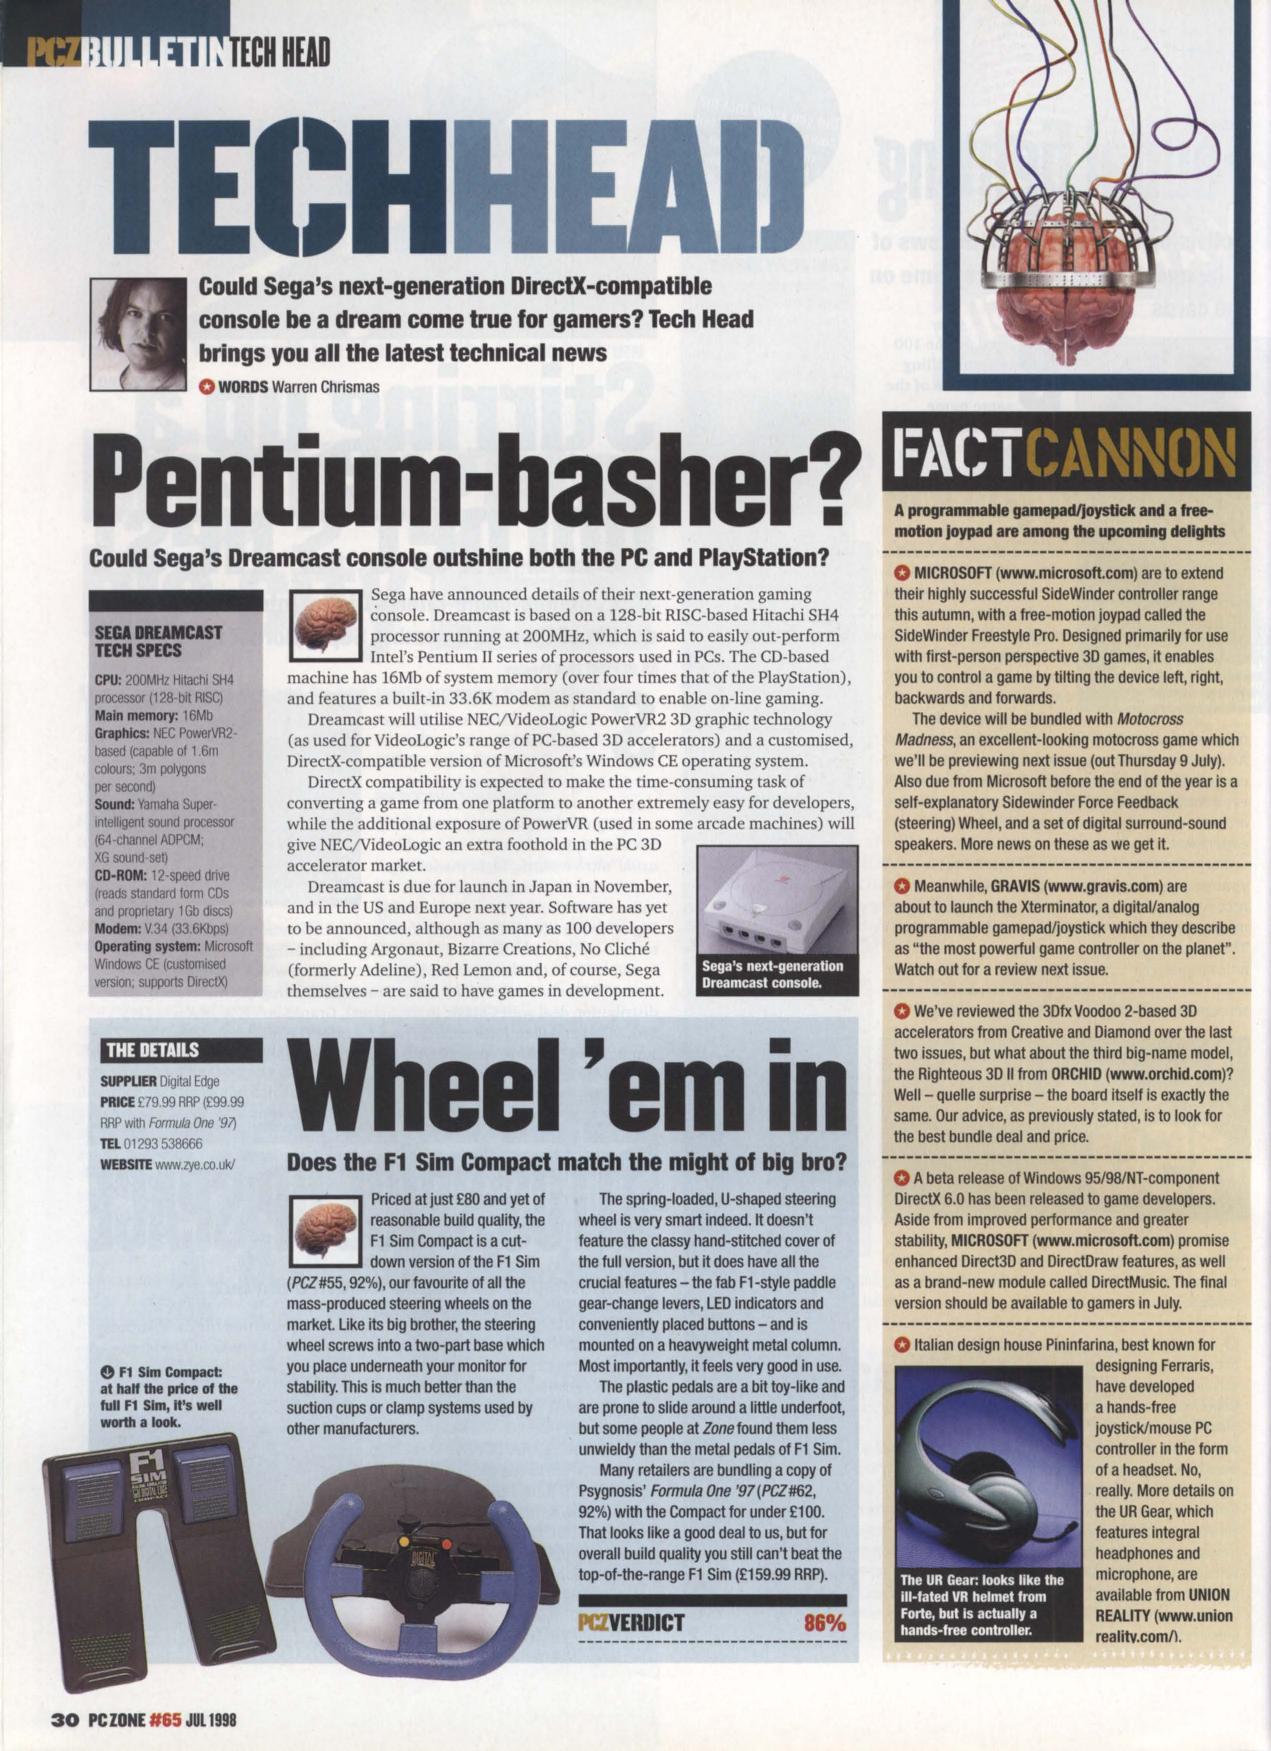 PCZBULLETINTECH HEAD
TECHHEAD
Could Sega's next-generation DirectX-compatible
console be a dream come true for gamers? Tech Head
brings you all the latest technical news
WORDS Warren Chrismas
Pentium-basher?
Could Sega's Dreamcast console outshine both the PC and PlayStation?
SEGA DREAMCAST
TECH SPECS
CPU: 200MHz Hitachi SH4
processor (128-bit RISC)
Main memory: 16Mb
Graphics: NEC PowerVR2-
based (capable of 1.6m
colours; 3m polygons
per second)
Sound: Yamaha Super-
intelligent sound processor
(64-channel ADPCM;
XG sound-set)
CD-ROM: 12-speed drive
(reads standard form CDs
and proprietary 1Gb discs)
Modem: V.34 (33.6Kbps)
Operating system: Microsoft
Windows CE (customised
version; supports DirectX)
Sega have announced details of their next-generation gaming
console. Dreamcast is based on a 128-bit RISC-based Hitachi SH4
processor running at 200MHz, which is said to easily out-perform
Intel's Pentium II series of processors used in PCs. The CD-based
machine has 16Mb of system memory (over four times that of the PlayStation),
and features a built-in 33.6K modem as standard to enable on-line gaming.
Dreamcast will utilise NEC/VideoLogic PowerVR2 3D graphic technology
(as used for VideoLogic's range of PC-based 3D accelerators) and a customised,
DirectX-compatible version of Microsoft's Windows CE operating system.
DirectX compatibility is expected to make the time-consuming task of
converting a game from one platform to another extremely easy for developers,
while the additional exposure of PowerVR (used in some arcade machines) will
give NEC/VideoLogic an extra foothold in the PC 3D
accelerator market.
Dreamcast is due for launch in Japan in November,
and in the US and Europe next year. Software has yet
to be announced, although as many as 100 developers
– including Argonaut, Bizarre Creations, No Cliché
(formerly Adeline), Red Lemon and, of course, Sega
themselves – are said to have games in development.
Sega's next-generation
Dreamcast console.
THE DETAILS
SUPPLIER Digital Edge
PRICE £79.99 RRP (£99.99
RRP with Formula One '97)
TEL 01293 538666
WEBSITE www.zye.co.uk/
F1 Sim Compact:
at half the price of the
full F1 Sim, it's well
worth a look.
Wheel 'em in
Does the F1 Sim Compact match the might of big bro?
Priced at just £80 and yet of
reasonable build quality, the
F1 Sim Compact is a cut-
down version of the F1 Sim
(PCZ #55, 92%), our favourite of all the
mass-produced steering wheels on the
market. Like its big brother, the steering
wheel screws into a two-part base which
you place underneath your monitor for
stability. This is much better than the
suction cups or clamp systems used by
other manufacturers.
The spring-loaded, U-shaped steering
wheel is very smart indeed. It doesn't
feature the classy hand-stitched cover of
the full version, but it does have all the
crucial features – the fab F1-style paddle
gear-change levers, LED indicators and
conveniently placed buttons – and is
mounted on a heavyweight metal column.
Most importantly, it feels very good in use.
The plastic pedals are a bit toy-like and
are prone to slide around a little underfoot,
but some people at Zone found them less
unwieldy than the metal pedals of F1 Sim.
Many retailers are bundling a copy of
Psygnosis' Formula One '97 (PCZ #62,
92%) with the Compact for under £100.
That looks like a good deal to us, but for
overall build quality you still can't beat the
top-of-the-range F1 Sim (£159.99 RRP).
PCZVERDICT 86%
F1
SIM
DIGITAL
FACTCANNON
A programmable gamepad/joystick and a free-
motion joypad are among the upcoming delights
MICROSOFT (www.microsoft.com) are to extend
their highly successful SideWinder controller range
this autumn, with a free-motion joypad called the
SideWinder Freestyle Pro. Designed primarily for use
with first-person perspective 3D games, it enables
you to control a game by tilting the device left, right,
backwards and forwards.
The device will be bundled with Motocross
Madness, an excellent-looking motocross game which
we'll be previewing next issue (out Thursday 9 July).
Also due from Microsoft before the end of the year is a
self-explanatory Sidewinder Force Feedback
(steering) Wheel, and a set of digital surround-sound
speakers. More news on these as we get it.
Meanwhile, GRAVIS (www.gravis.com) are
about to launch the Xterminator, a digital/analog
programmable gamepad/joystick which they describe
as “the most powerful game controller on the planet”.
Watch out for a review next issue.
We've reviewed the 3Dfx Voodoo 2-based 3D
accelerators from Creative and Diamond over the last
two issues, but what about the third big-name model,
the Righteous 3D II from ORCHID (www.orchid.com)?
Well – quelle surprise – the board itself is exactly the
same. Our advice, as previously stated, is to look for
the best bundle deal and price.
A beta release of Windows 95/98/NT-component
DirectX 6.0 has been released to game developers.
Aside from improved performance and greater
stability, MICROSOFT (www.microsoft.com) promise
enhanced Direct3D and DirectDraw features, as well
as a brand-new module called DirectMusic. The final
version should be available to gamers in July.
Italian design house Pininfarina, best known for
designing Ferraris,
have developed
a hands-free
joystick/mouse PC
controller in the form
of a headset. No,
really. More details on
the UR Gear, which
features integral
headphones and
microphone, are
available from UNION
REALITY (www.union
reality.com/).
The UR Gear: looks like the
ill-fated VR helmet from
Forte, but is actually a
hands-free controller.
30 PC ZONE #65 JUL 1998